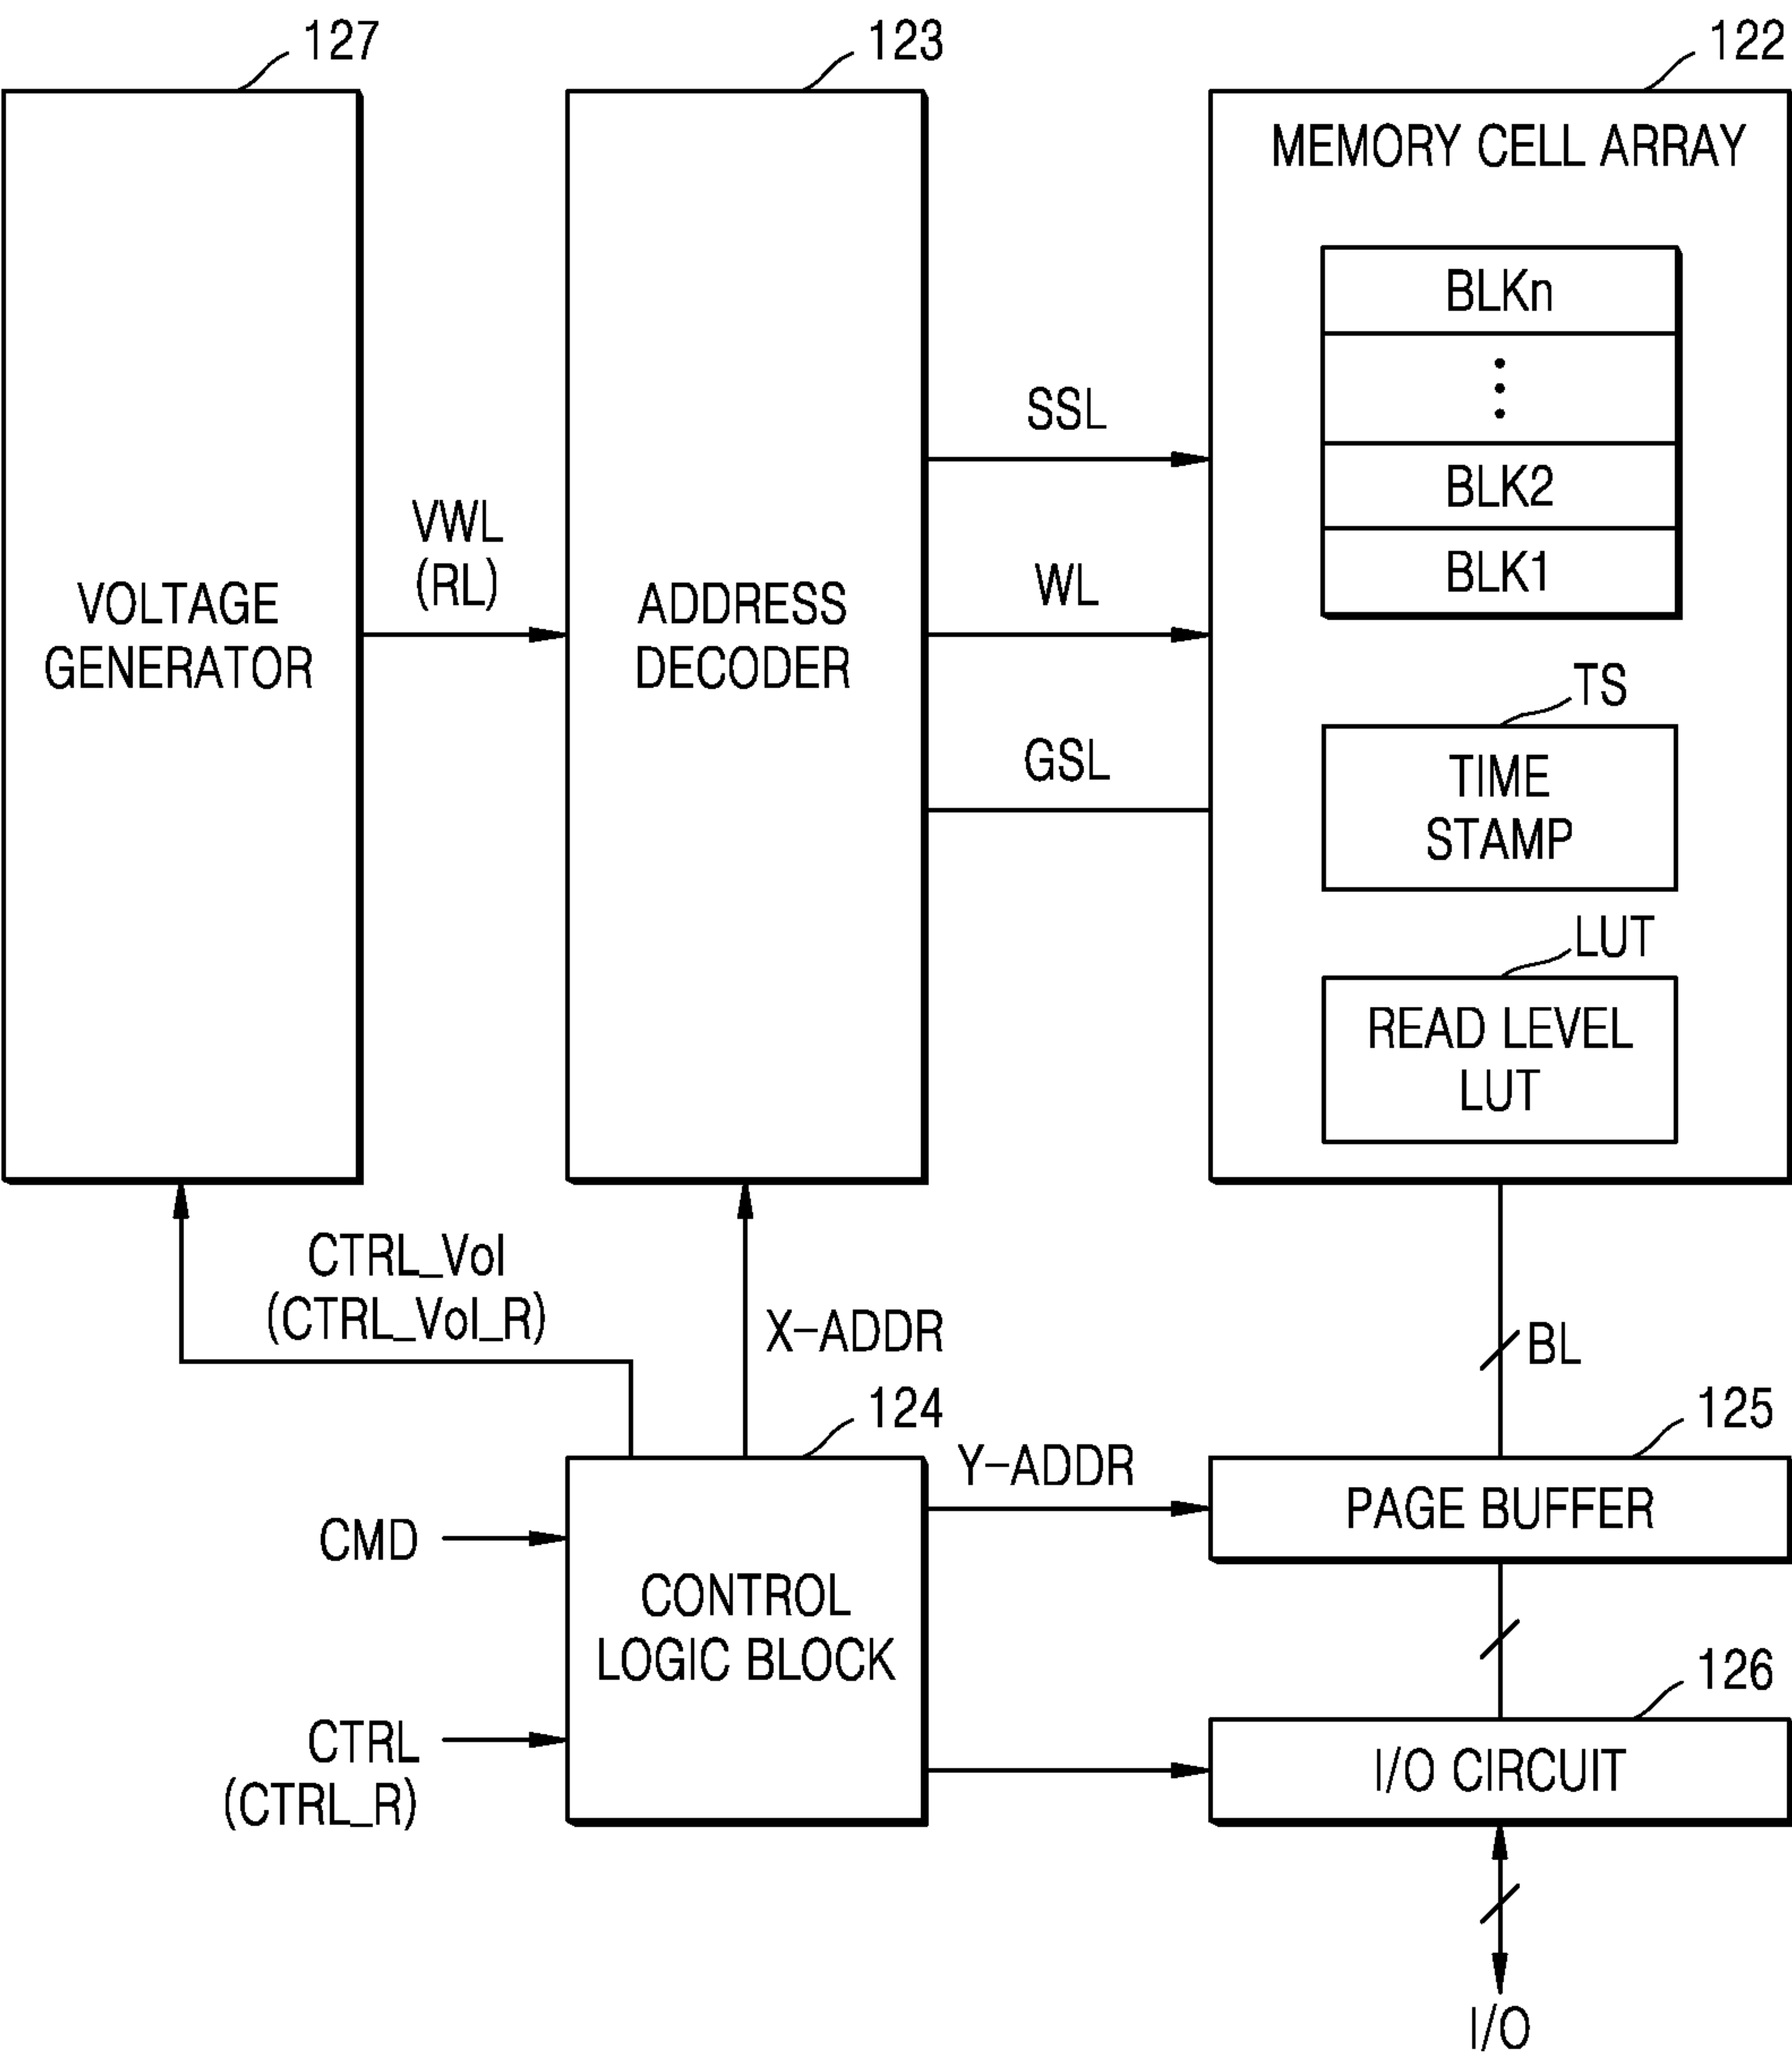 127
123
122
MEMORY CELL ARRAY
BLKn
BLK2
BLK1
SSL
VWL
(RL)
WL
VOLTAGE
GENERATOR
ADDRESS
DECODER
GSL
TS
TIME
STAMP
LUT
READ LEVEL
LUT
CTRL_Vol
(CTRL_Vol_R)
X-ADDR
BL
124
125
Y-ADDR
PAGE BUFFER
CMD
CONTROL
LOGIC BLOCK
126
CTRL
(CTRL_R)
I/O CIRCUIT
I/O